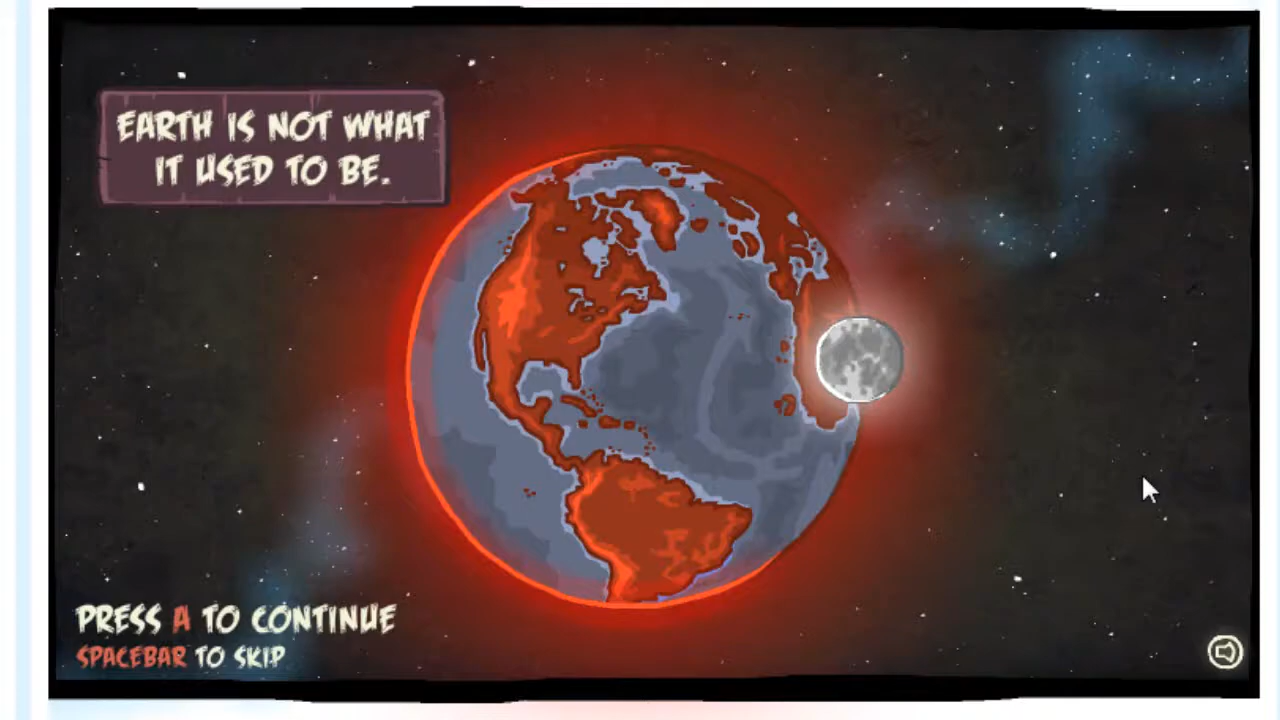 EARTH IS NOT WHAT
IT USED TO BE.
PRESS A TO CONTINUE
SPACEBAR TO SKIP